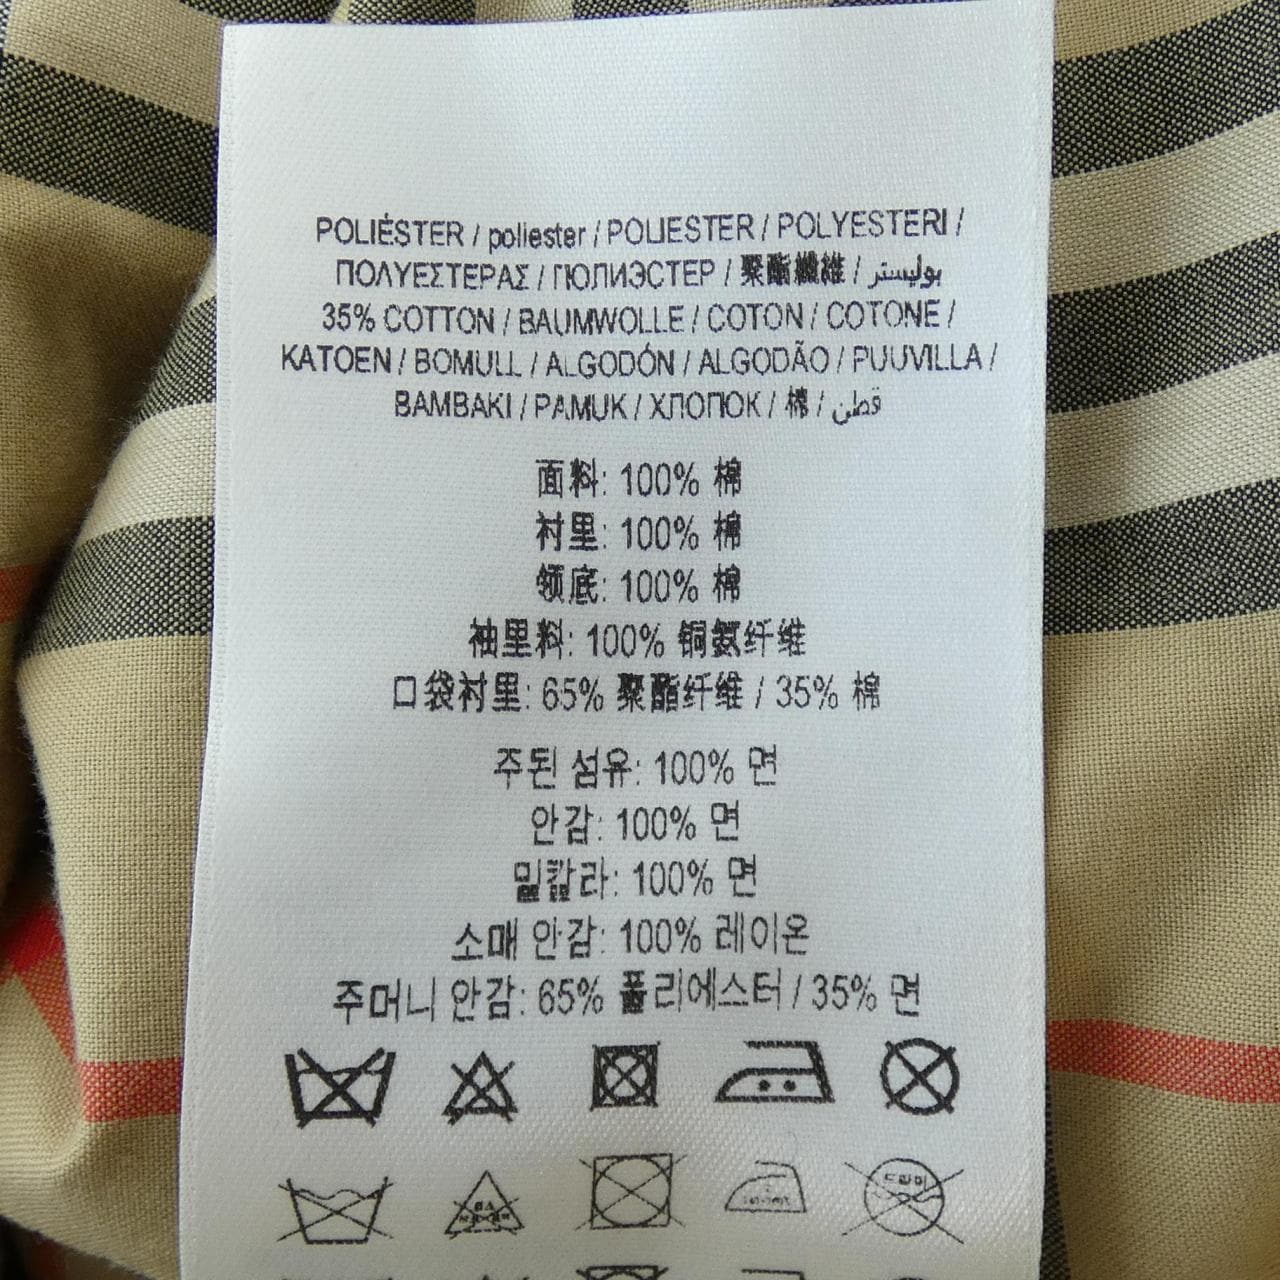 POLIÉSTER / poliester / POLIESTER / POLYESTERI /
ΠΟΛΥΕΣΤΕΡΑΣ / ПОЛИЭСТЕР / 聚酯纖維 / بوليستر
35% COTTON / BAUMWOLLE / COTON / COTONE /
KATOEN / BOMULL / ALGODÓN / ALGODÃO / PUUVILLA /
BAMBAKI / PAMUK / ХЛОПОК / 棉 / قطن
面料: 100% 棉
衬里: 100% 棉
领底: 100% 棉
袖里料: 100% 铜氨纤维
口袋衬里: 65% 聚酯纤维 / 35% 棉
주된 섬유: 100% 면
안감: 100% 면
밑칼라: 100% 면
소매 안감: 100% 레이온
주머니 안감: 65% 폴리에스터 / 35% 면
드라이